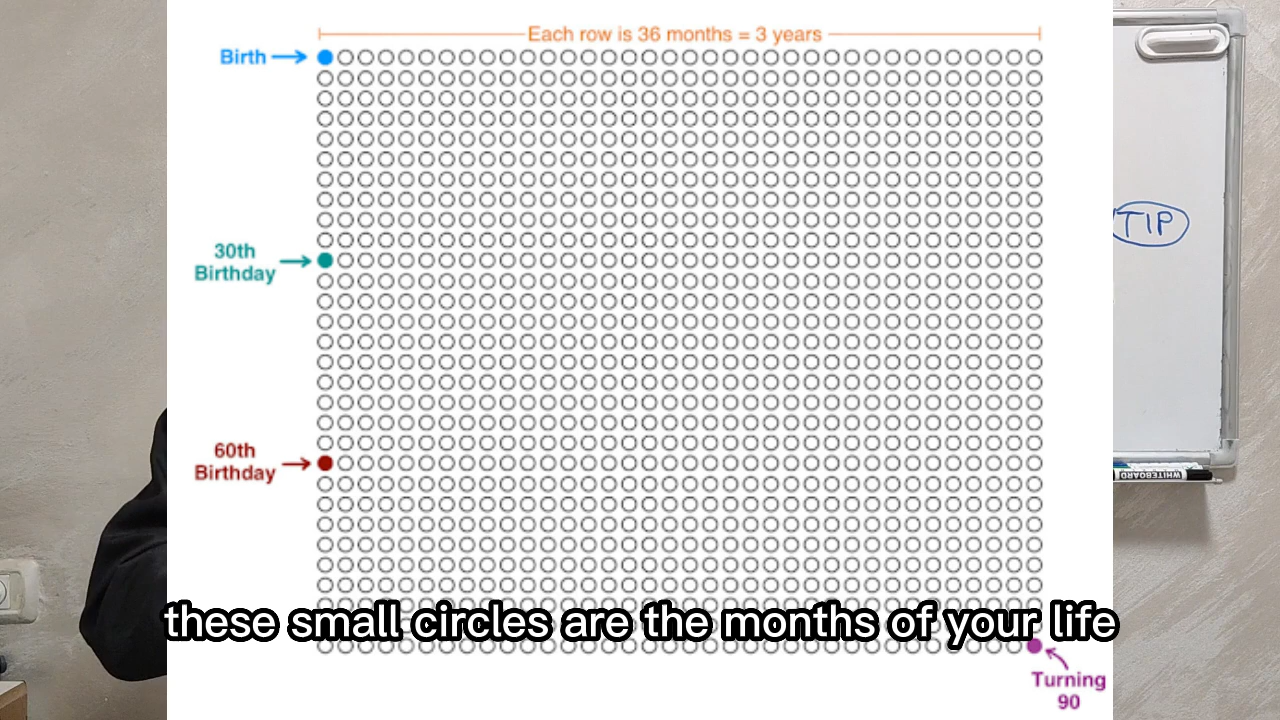 Each row is 36 months = 3 years
Birth
30th
Birthday
60th
Birthday
Turning
90
TIP
WHITEBOARD
these small circles are the months of your life